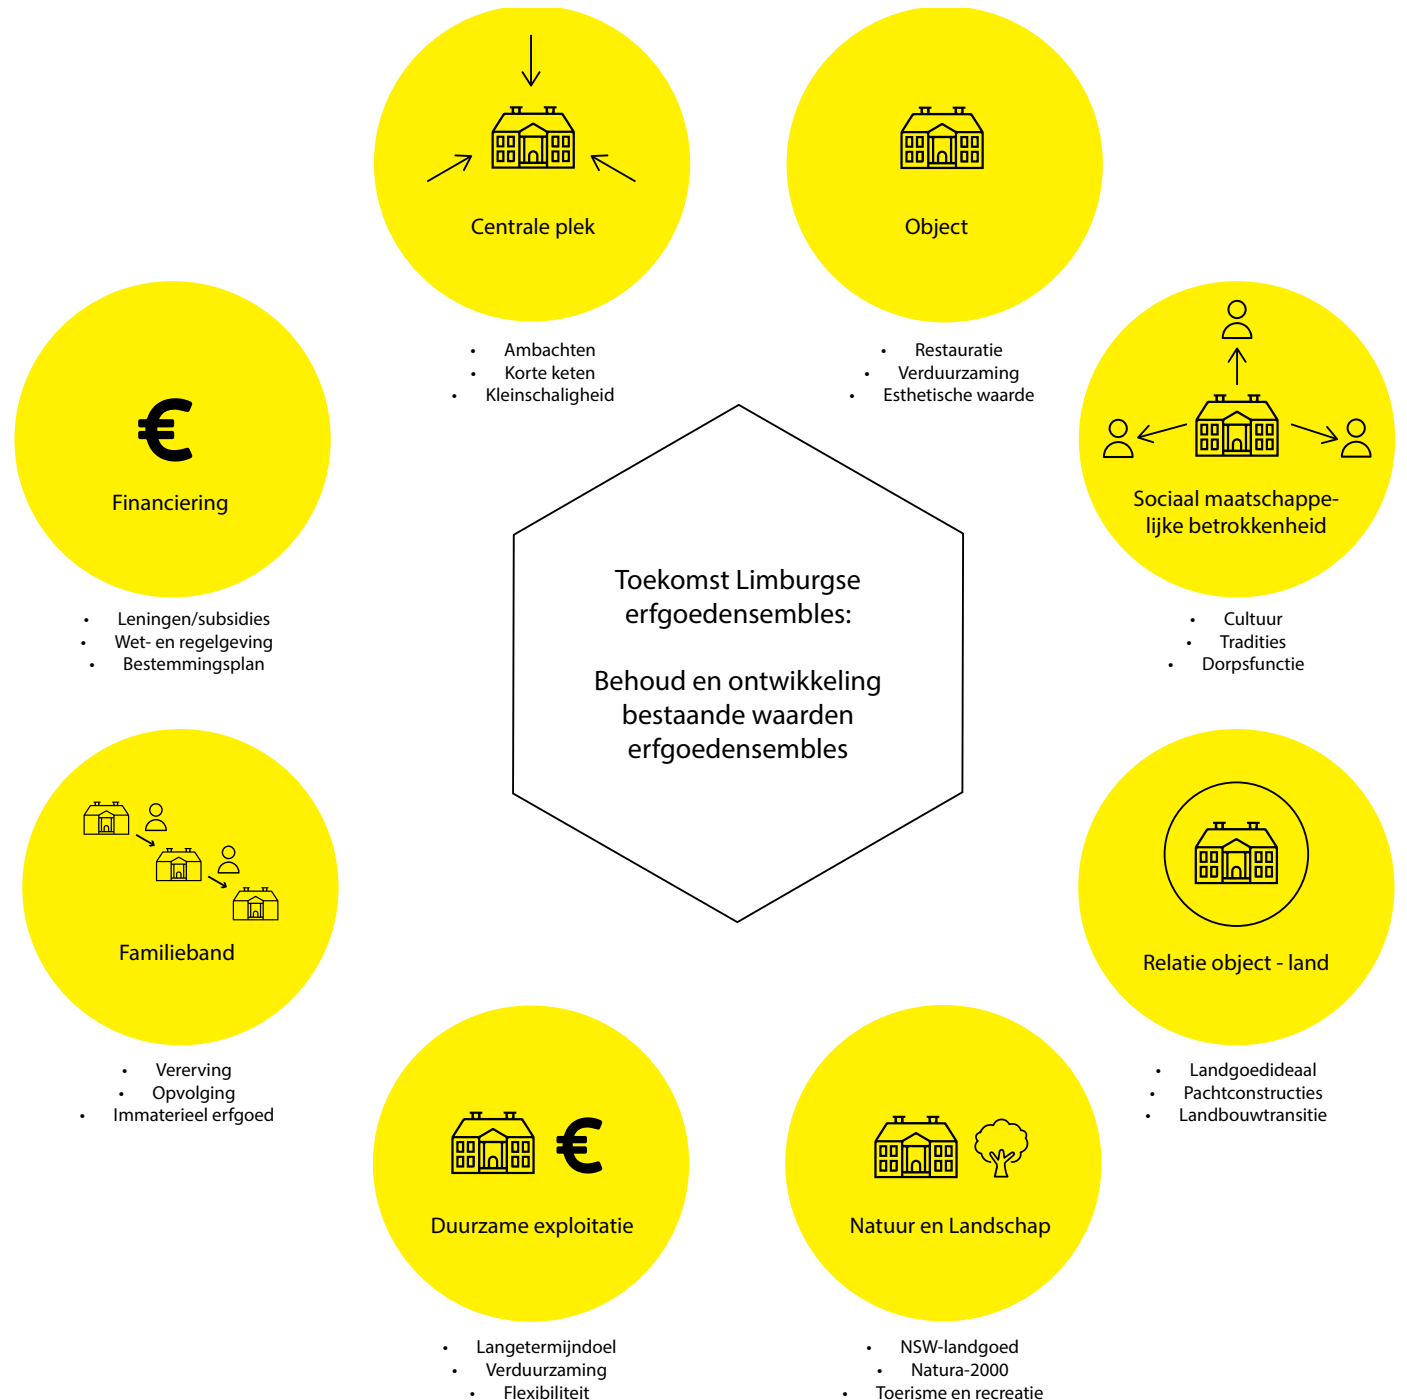 Centrale plek
• Ambachten
• Korte keten
• Kleinschaligheid
Object
• Restauratie
• Verduurzaming
• Esthetische waarde
€
Financiering
• Leningen/subsidies
• Wet- en regelgeving
• Bestemmingsplan
Sociaal maatschappe-
lijke betrokkenheid
• Cultuur
• Tradities
• Dorpsfunctie
Toekomst Limburgse
erfgoedensembles:
Behoud en ontwikkeling
bestaande waarden
erfgoedensembles
Familieband
• Vererving
• Opvolging
• Immaterieel erfgoed
Relatie object - land
• Landgoedideaal
• Pachtconstructies
• Landbouwtransitie
€
Duurzame exploitatie
• Langetermijndoel
• Verduurzaming
• Flexibiliteit
Natuur en Landschap
• NSW-landgoed
• Natura-2000
• Toerisme en recreatie